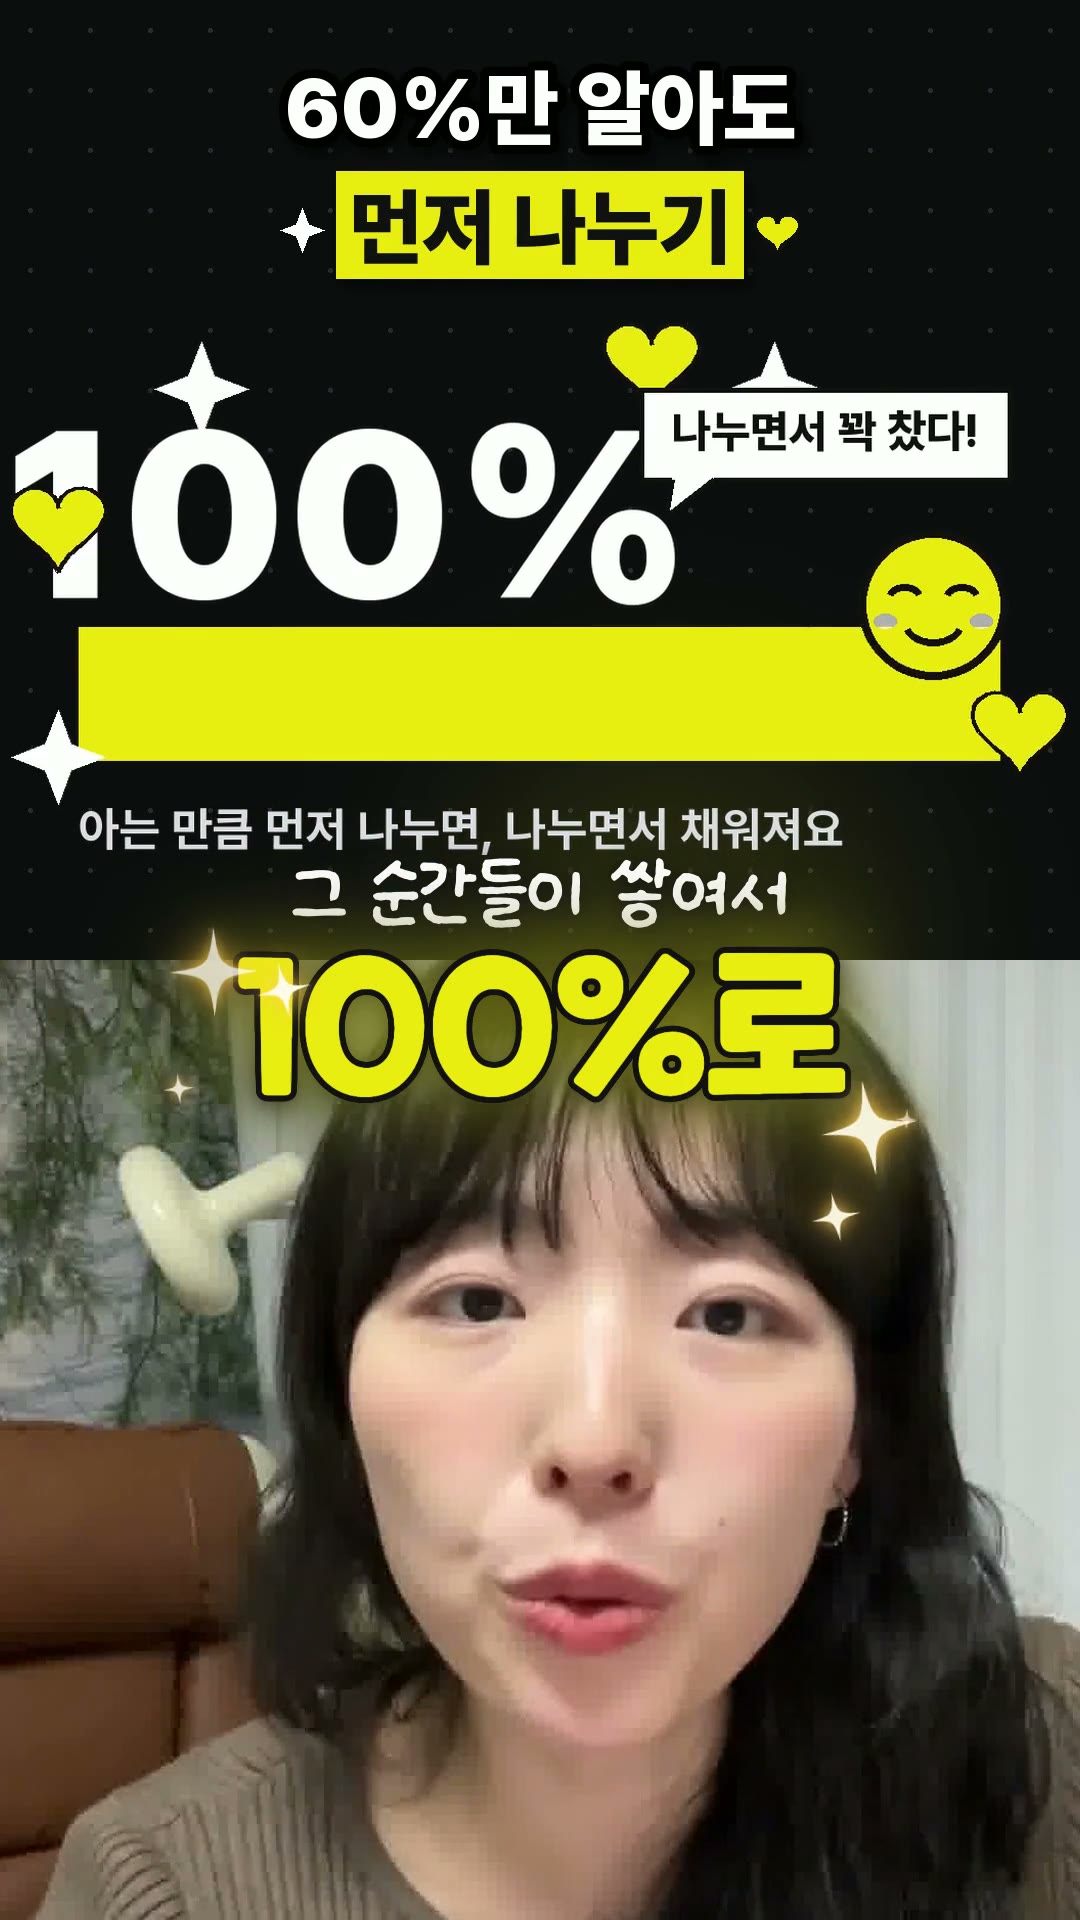 60%만 알아도
먼저 나누기
나누면서 꽉 찼다!
100%
아는 만큼 먼저 나누면, 나누면서 채워져요
그 순간들이 쌓여서
100%로